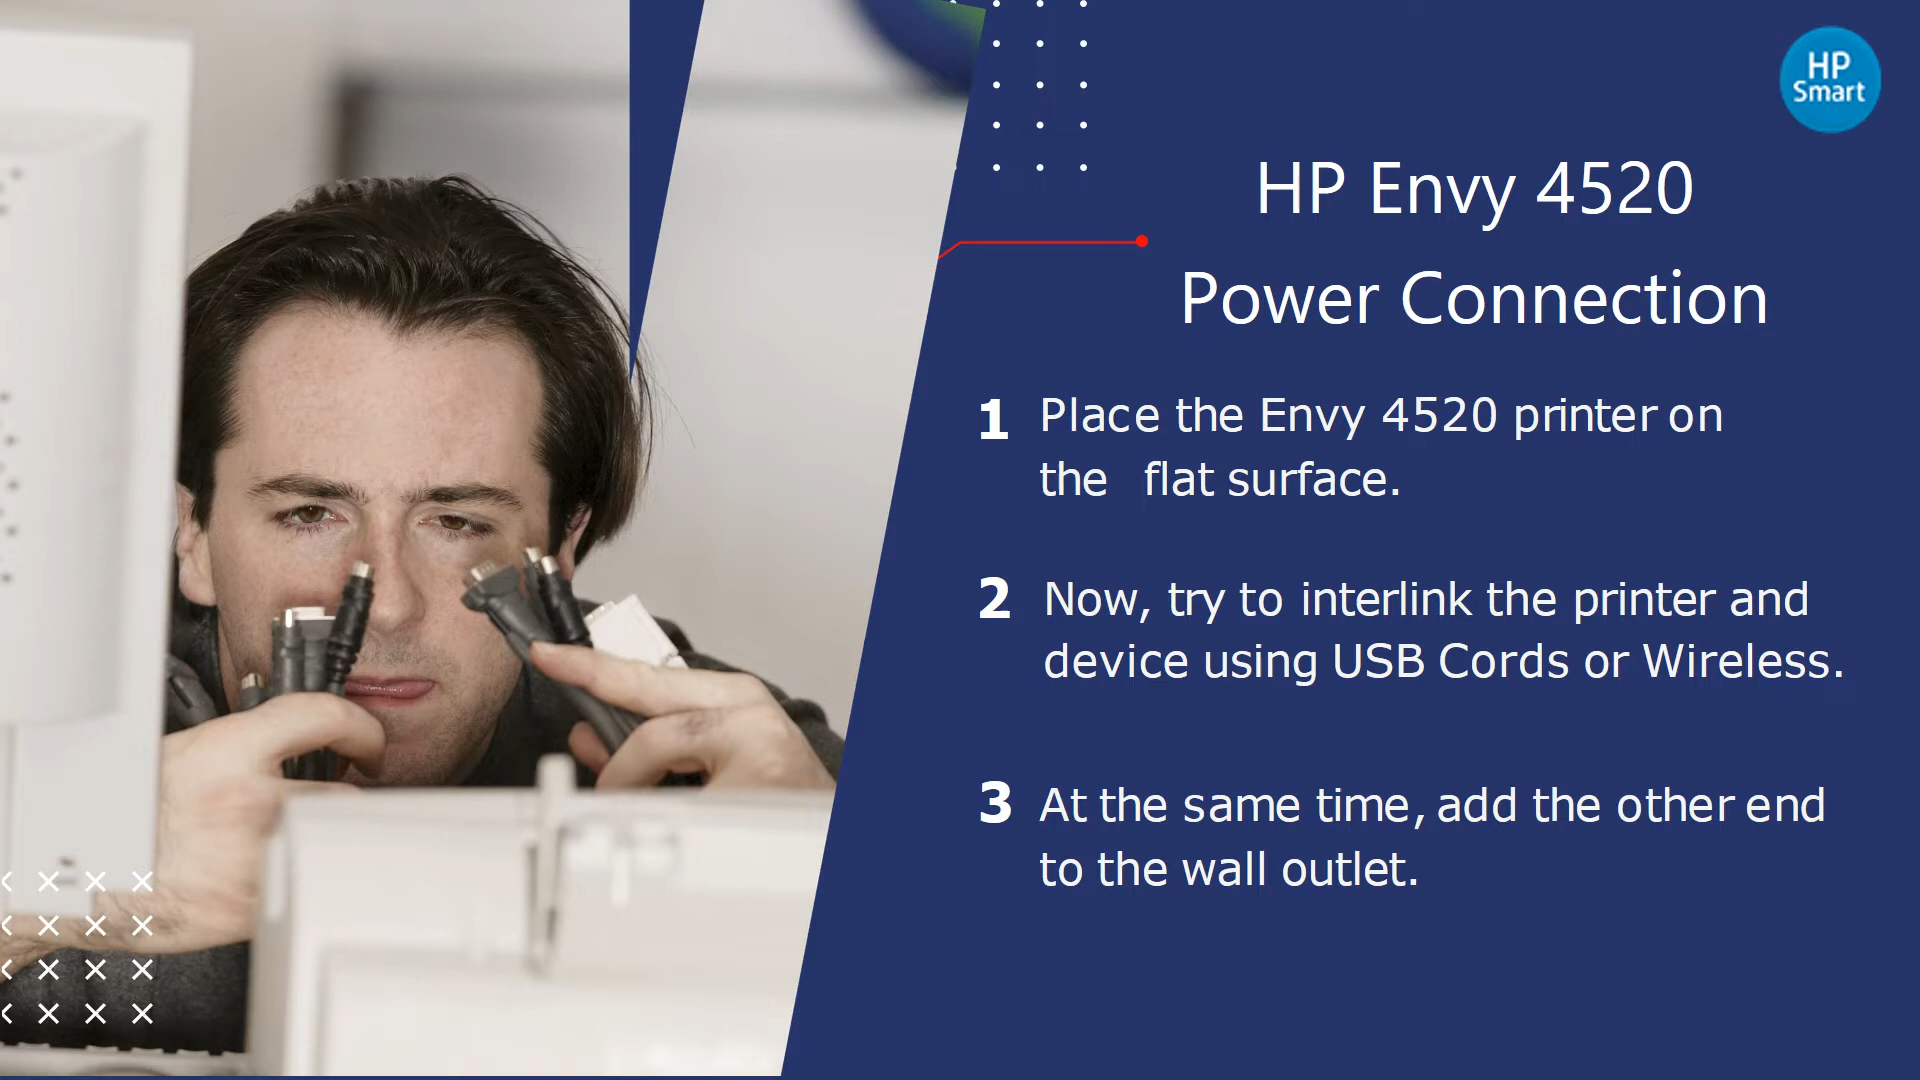 HP
Smart
HP Envy 4520
Power Connection
1 Place the Envy 4520 printer on
the flat surface.
2 Now, try to interlink the printer and
device using USB Cords or Wireless.
3 At the same time, add the other end
to the wall outlet.